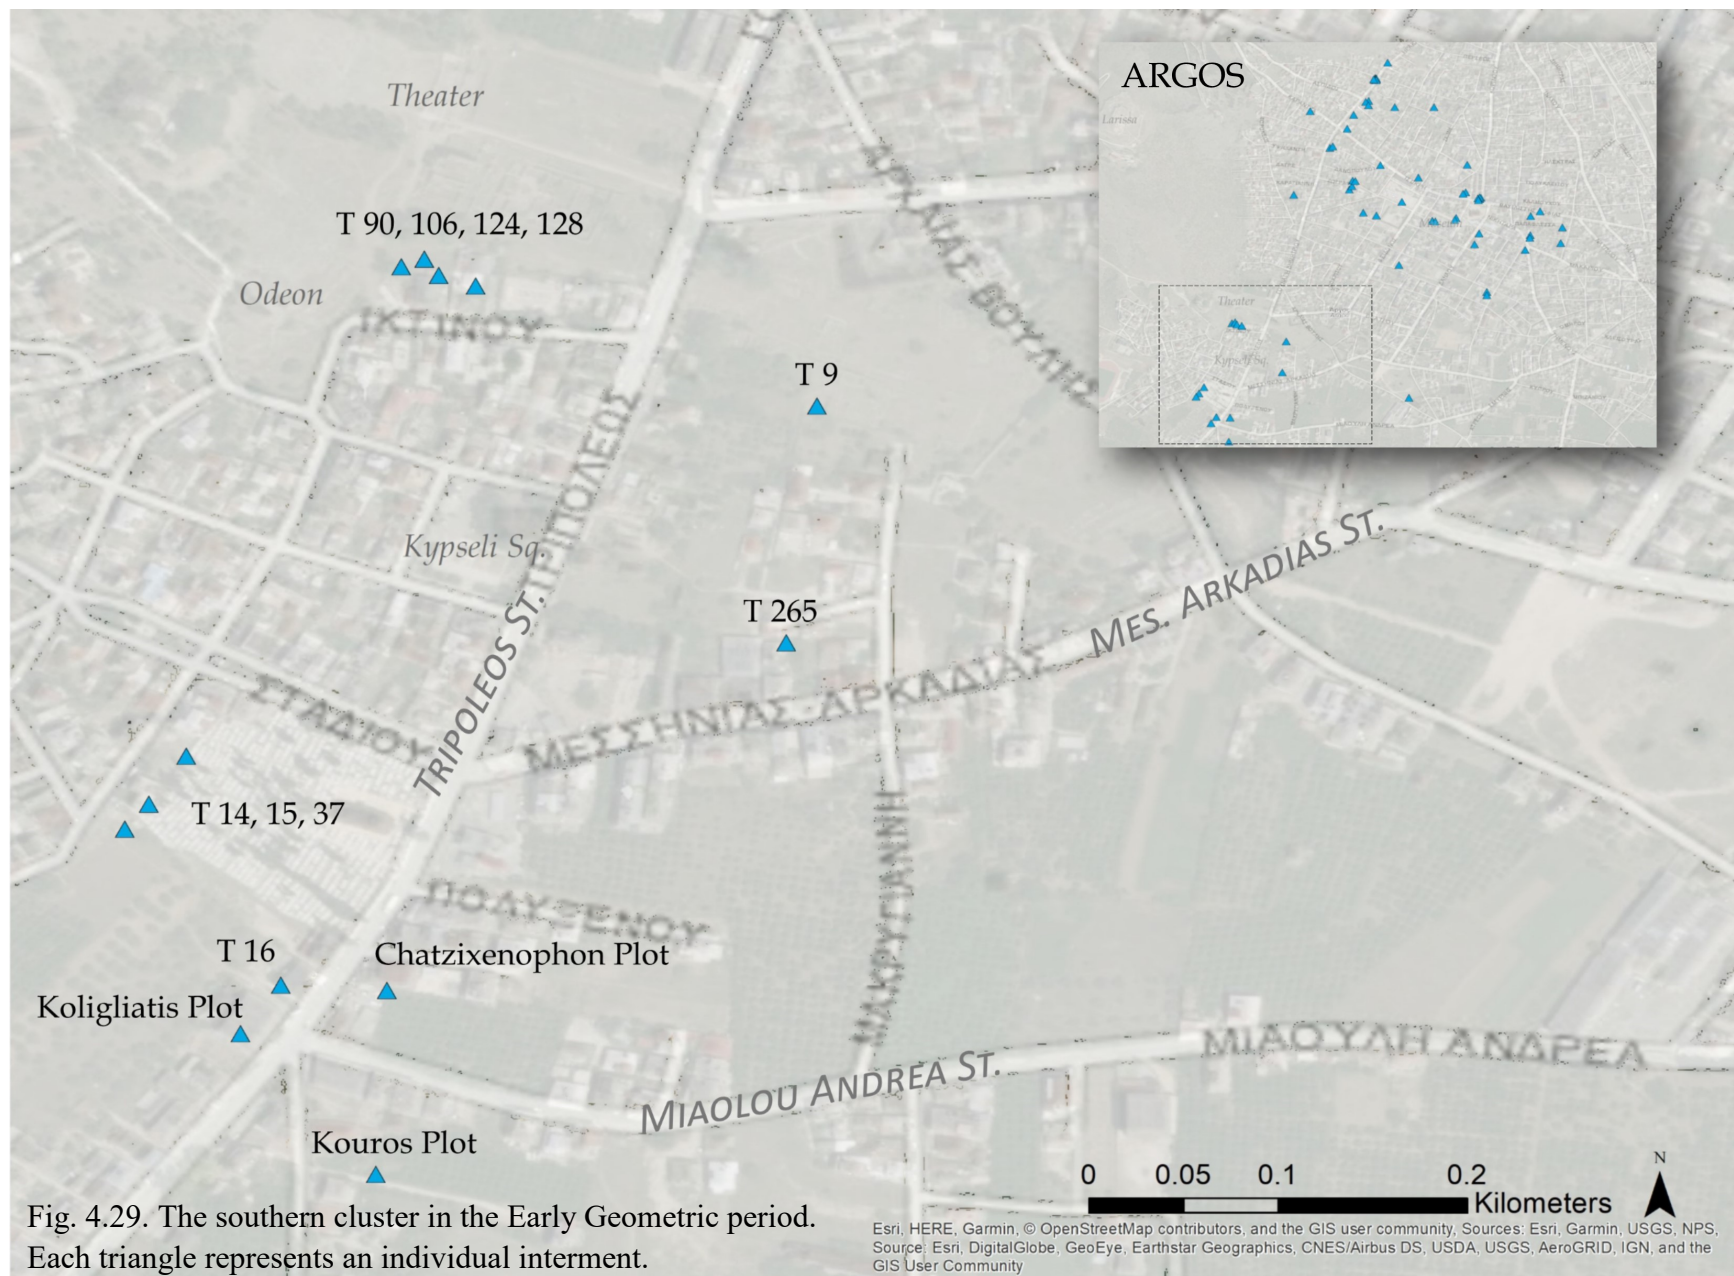 ARGOS
Larissa
Theater
Kypseli Sq.
Theater
T 90, 106, 124, 128
Odeon
ΙΚΤΙΝΟΥ
ΑΡΧΑΙΑΣ ΒΟΥΛΗΣ
T 9
ΤΡΙΠΟΛΕΩΣ
Kypseli Sq.
TRIPOLEOS ST.
T 265
MES. ARKADIAS ST.
ΜΕΣΣΗΝΙΑΣ-ΑΡΚΑΔΙΑΣ
ΣΤΑΔΙΟΥ
T 14, 15, 37
ΜΑΚΡΥΓΙΑΝΝΗ
ΠΟΛΥΞΕΝΟΥ
T 16
Chatzixenophon Plot
Koligliatis Plot
ΜΙΑΟΥΛΗ ΑΝΔΡΕΑ
MIAOLOU ANDREA ST.
Kouros Plot
0 0.05 0.1 0.2
Kilometers
N
Fig. 4.29. The southern cluster in the Early Geometric period.
Each triangle represents an individual interment.
Esri, HERE, Garmin, © OpenStreetMap contributors, and the GIS user community, Sources: Esri, Garmin, USGS, NPS,
Source: Esri, DigitalGlobe, GeoEye, Earthstar Geographics, CNES/Airbus DS, USDA, USGS, AeroGRID, IGN, and the
GIS User Community